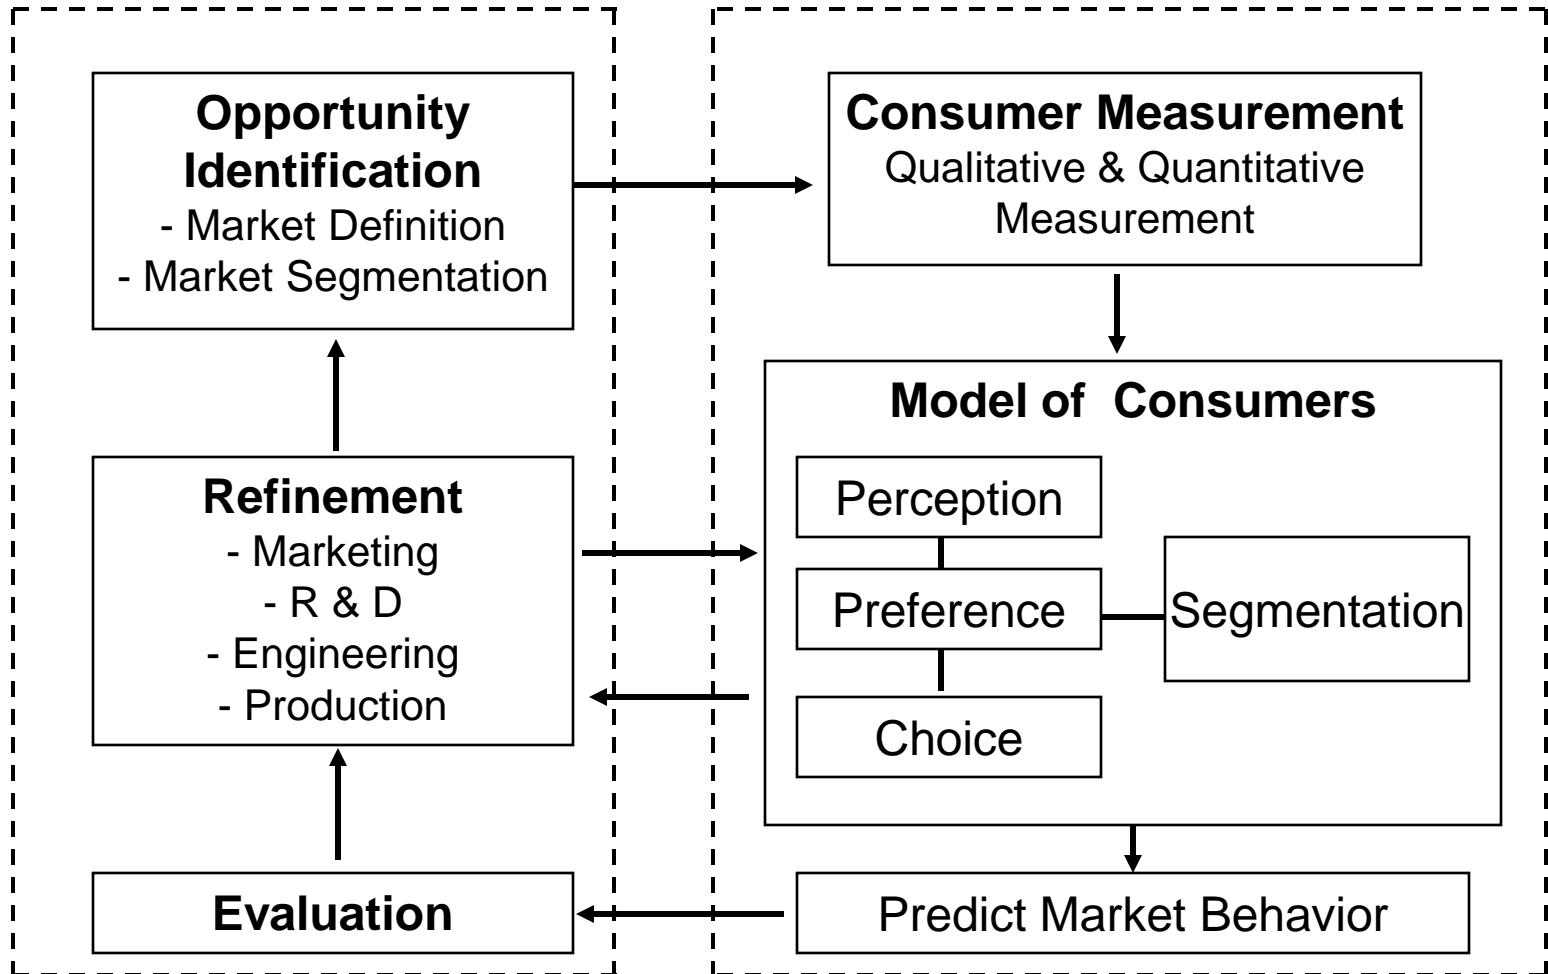 Opportunity
Identification
- Market Definition
- Market Segmentation
Refinement
- Marketing
- R & D
- Engineering
- Production
Evaluation
Consumer Measurement
Qualitative & Quantitative
Measurement
Model of  Consumers
Perception
Preference
Segmentation
Choice
Predict Market Behavior